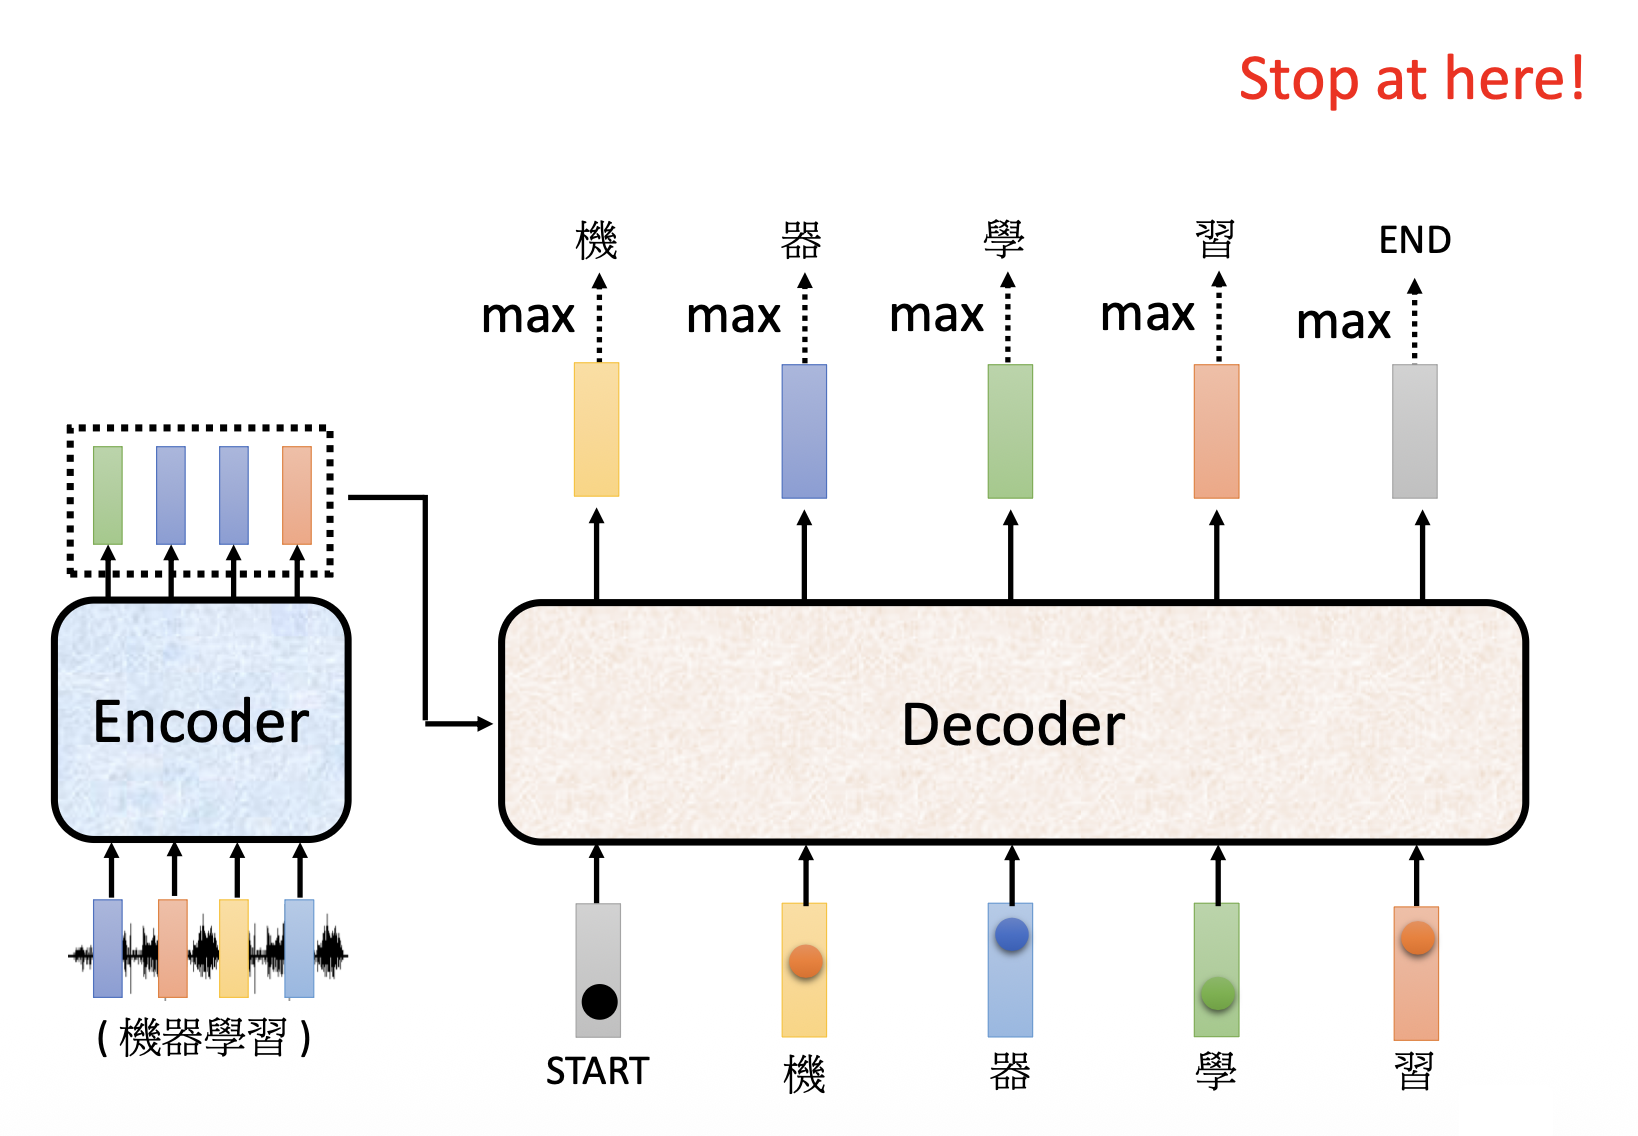 Stop at here!
機 器 學 習 END
max max max max max
Encoder
Decoder
( 機器學習 )
START 機 器 學 習